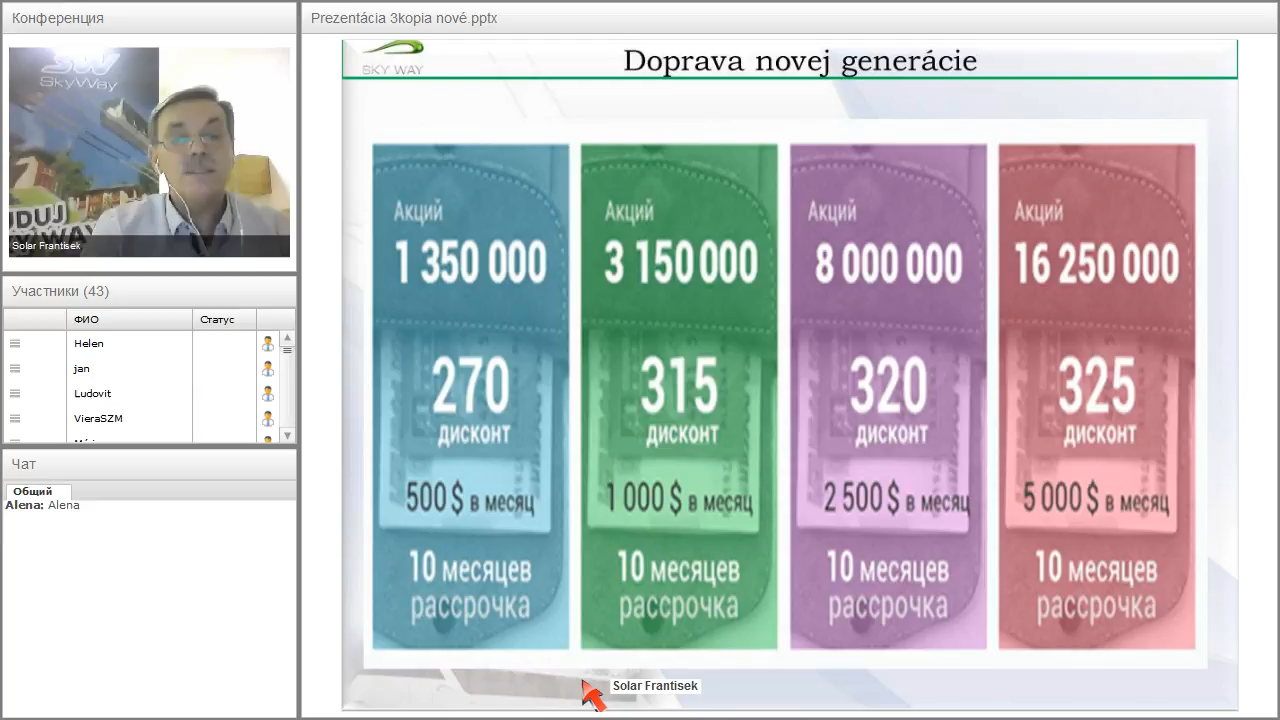 Конференция
SkyWay
UDUJ
Solar Frantisek
Участники (43)
ФИО Статус
Helen
jan
Ludovit
VieraSZM
Чат
Общий
Alena: Alena
Prezentácia 3kopia nové.pptx
SKY WAY
Doprava novej generácie
Акций
1 350 000
270
дисконт
500 $ в месяц
10 месяцев
рассрочка
Акций
3 150 000
315
дисконт
1 000 $ в месяц
10 месяцев
рассрочка
Акций
8 000 000
320
дисконт
2 500 $ в месяц
10 месяцев
рассрочка
Акций
16 250 000
325
дисконт
5 000 $ в месяц
10 месяцев
рассрочка
Solar Frantisek